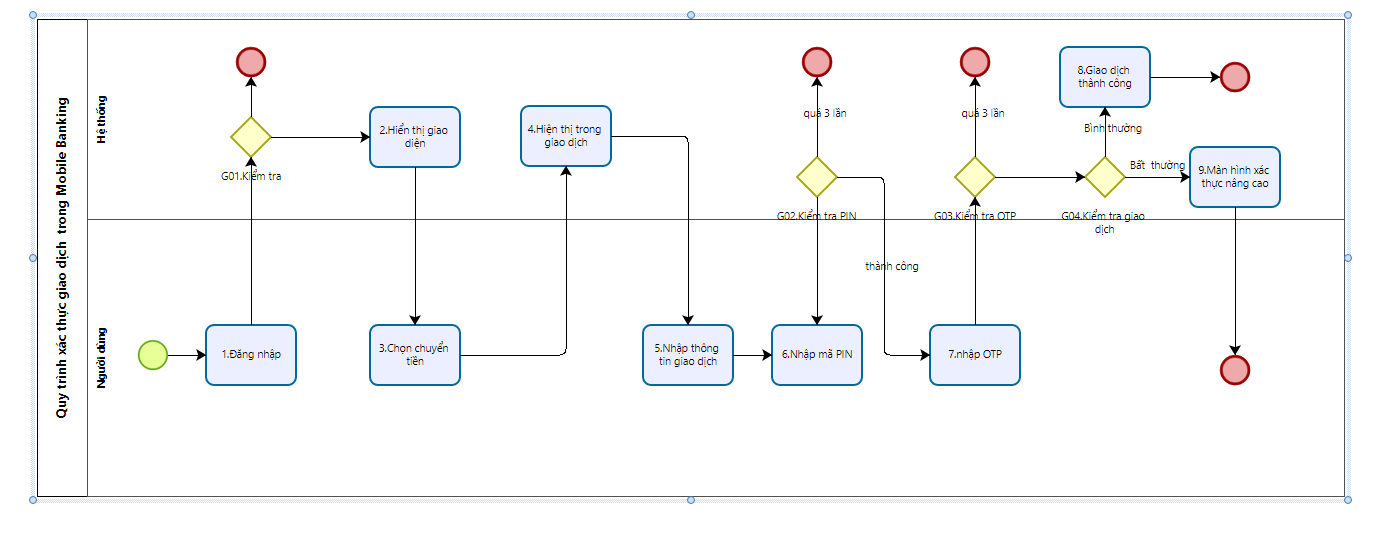 Quy trình xác thực giao dịch trong Mobile Banking
Hệ thống
Người dùng
1.Đăng nhập
G01.Kiểm tra
2.Hiển thị giao
diện
3.Chọn chuyển
tiền
4.Hiện thị trong
giao dịch
5.Nhập thông
tin giao dịch
6.Nhập mã PIN
quá 3 lần
G02.Kiểm tra PIN
thành công
7.nhập OTP
quá 3 lần
G03.Kiểm tra OTP
G04.Kiểm tra giao
dịch
Bình thường
8.Giao dịch
thành công
Bất thường
9.Màn hình xác
thực nâng cao